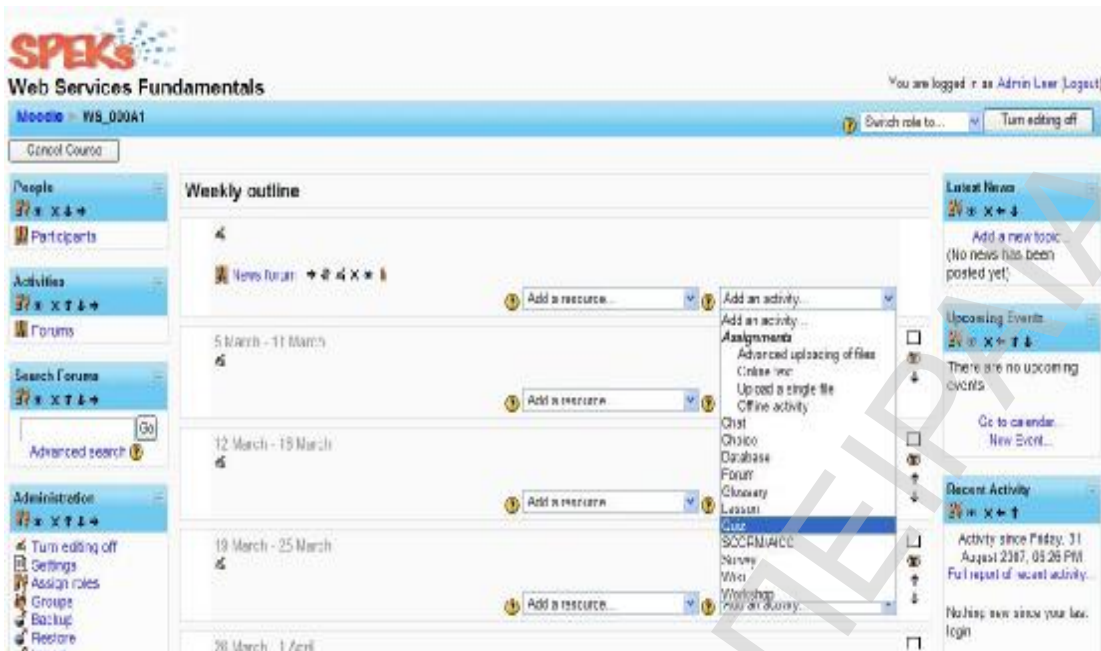 SPEKs
Web Services Fundamentals
You are logged in as Admin User (Logout)
Moodle ► WS_000A1
Switch role to...
Turn editing off
Cancel Course
People
Participants
Activities
Forums
Search Forums
Go
Advanced search
Administration
Turn editing off
Settings
Assign roles
Groups
Backup
Restore
Weekly outline
News forum
Add a resource...
Add an activity...
Add an activity...
Assignments
Advanced uploading of files
Online text
Upload a single file
Offline activity
Chat
Choice
Database
Forum
Glossary
Lesson
Quiz
SCORM/AICC
Survey
Wiki
Workshop
5 March - 11 March
Add a resource...
12 March - 18 March
Add a resource...
19 March - 25 March
Add a resource...
Add an activity...
26 March - 1 April
Latest News
Add a new topic...
(No news has been
posted yet)
Upcoming Events
There are no upcoming
events
Go to calendar...
New Event...
Recent Activity
Activity since Friday, 31
August 2007, 05:26 PM
Full report of recent activity...
Nothing new since your last
login
ΠΕΙΡΑΙΑ